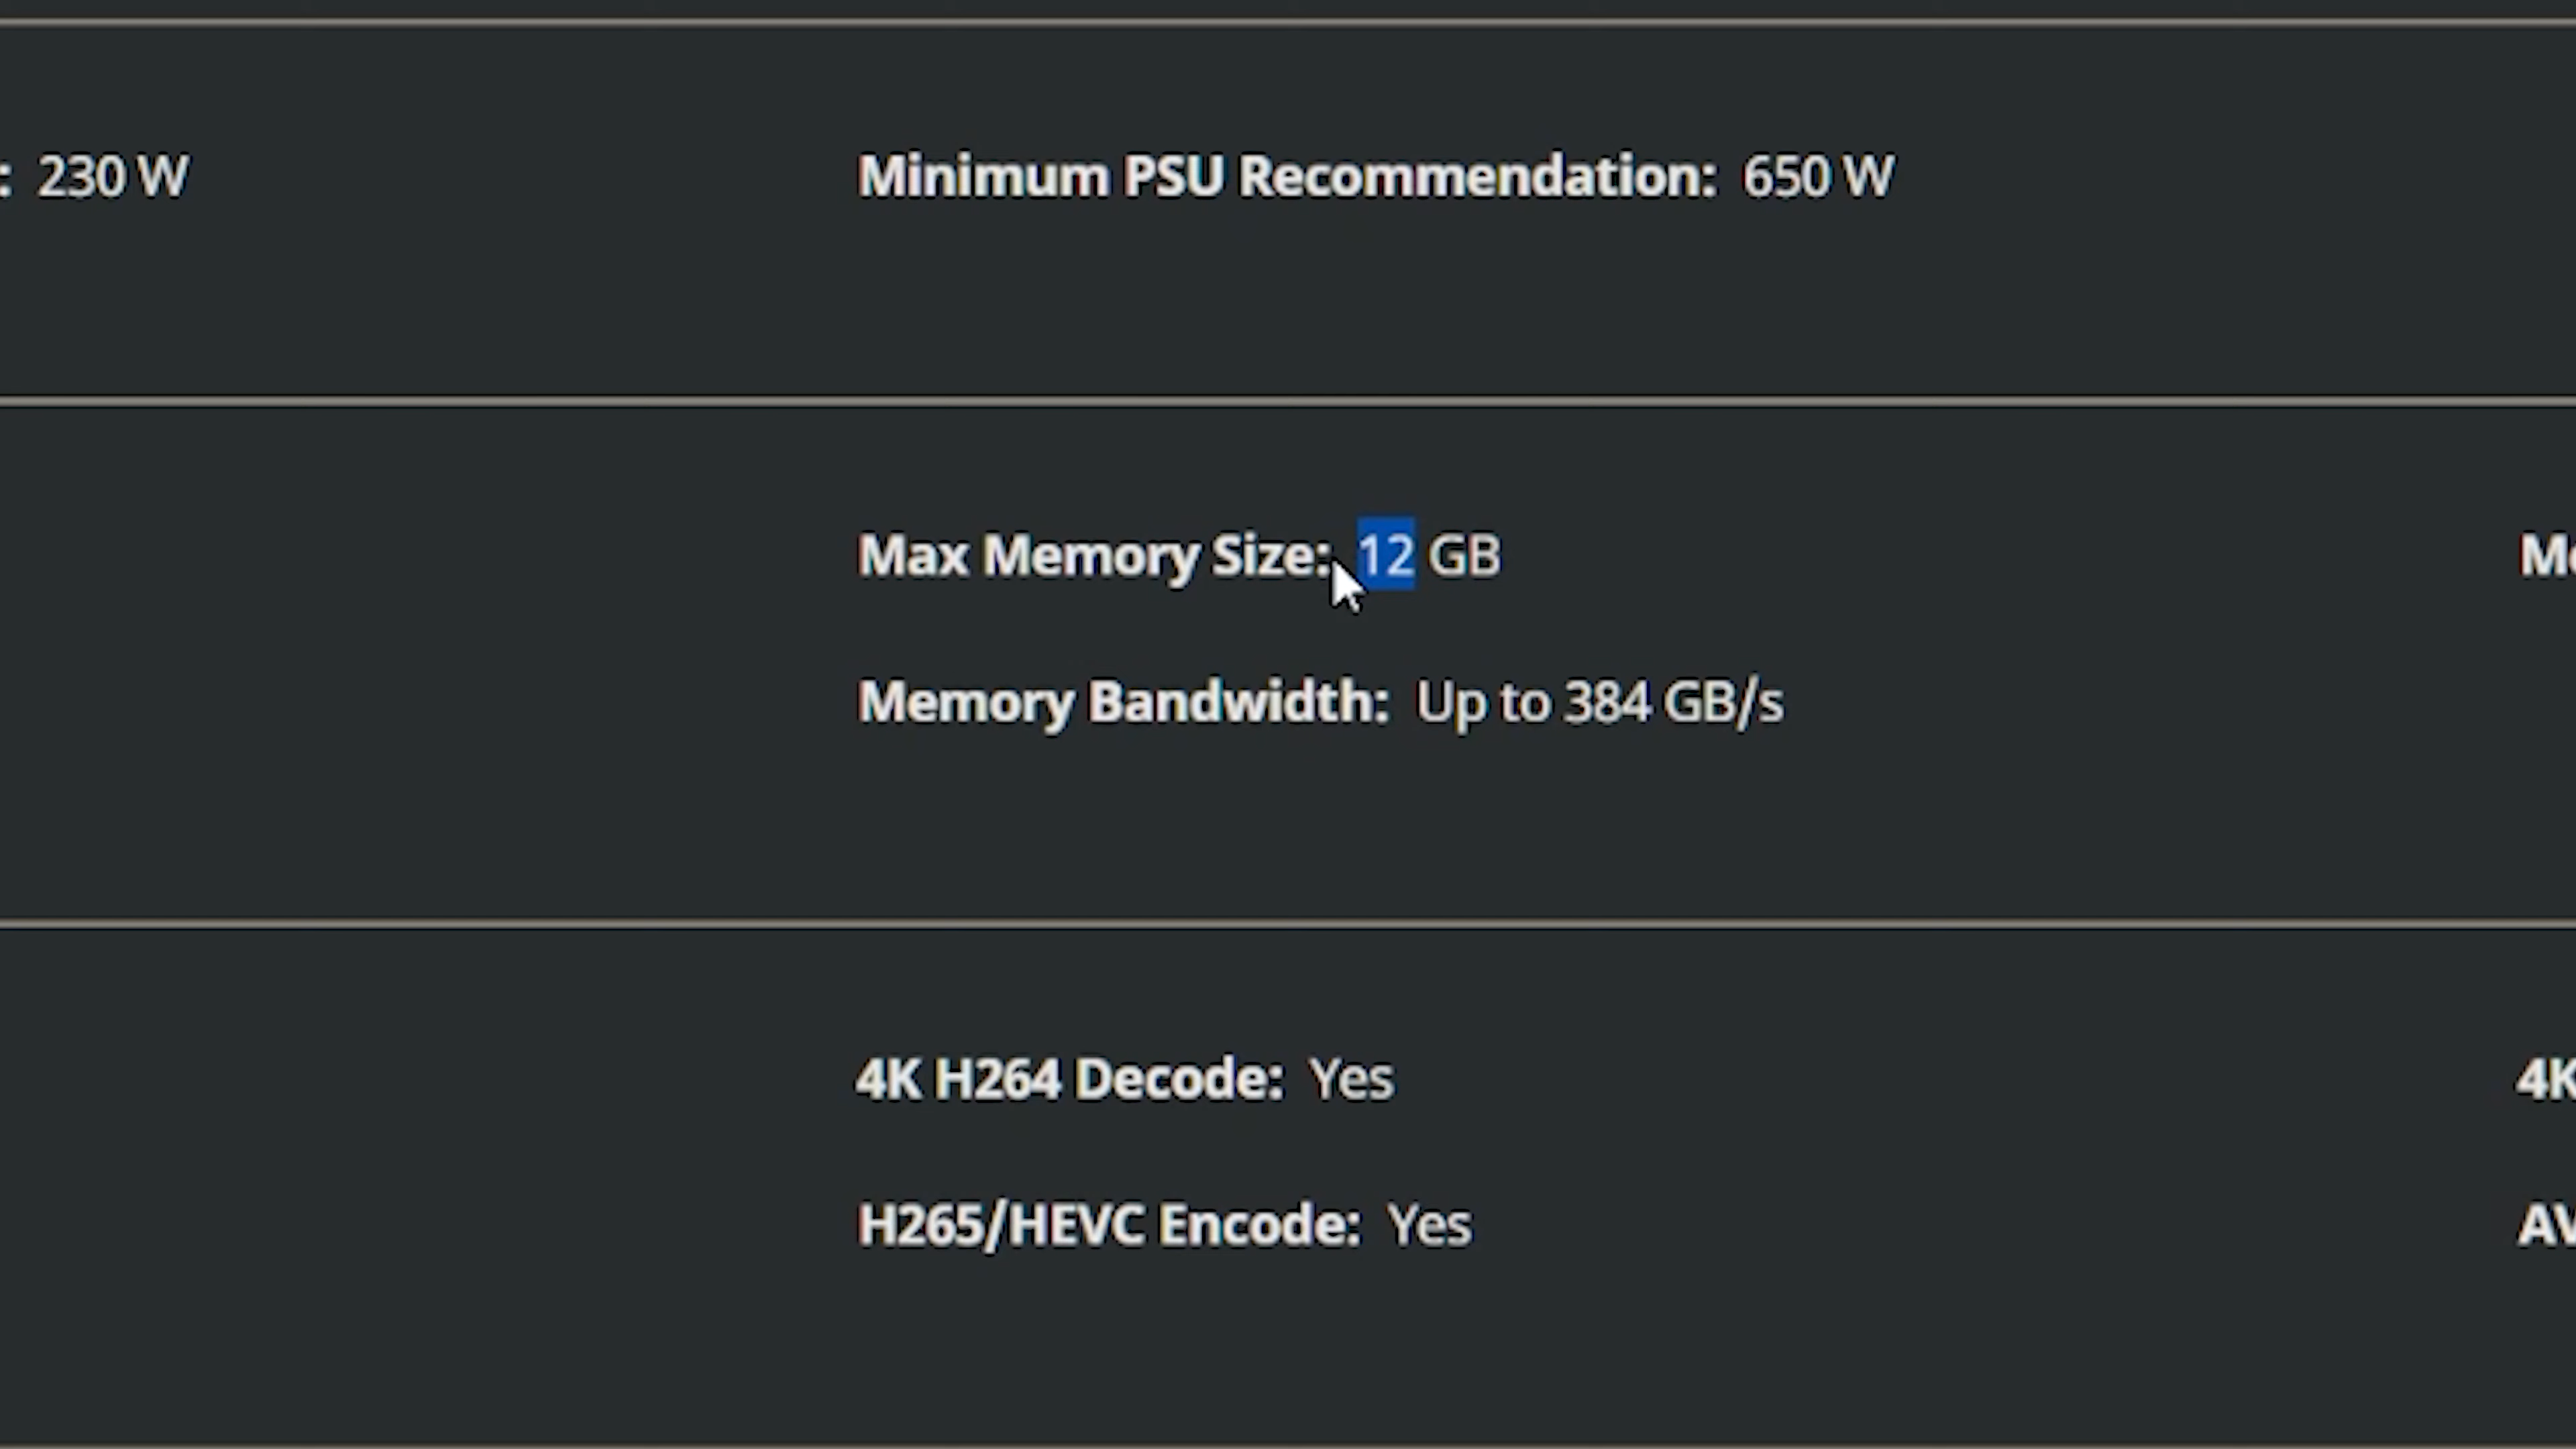 : 230 W
Minimum PSU Recommendation: 650 W
Max Memory Size: 12 GB
Memory Bandwidth: Up to 384 GB/s
4K H264 Decode: Yes
4K
H265/HEVC Encode: Yes